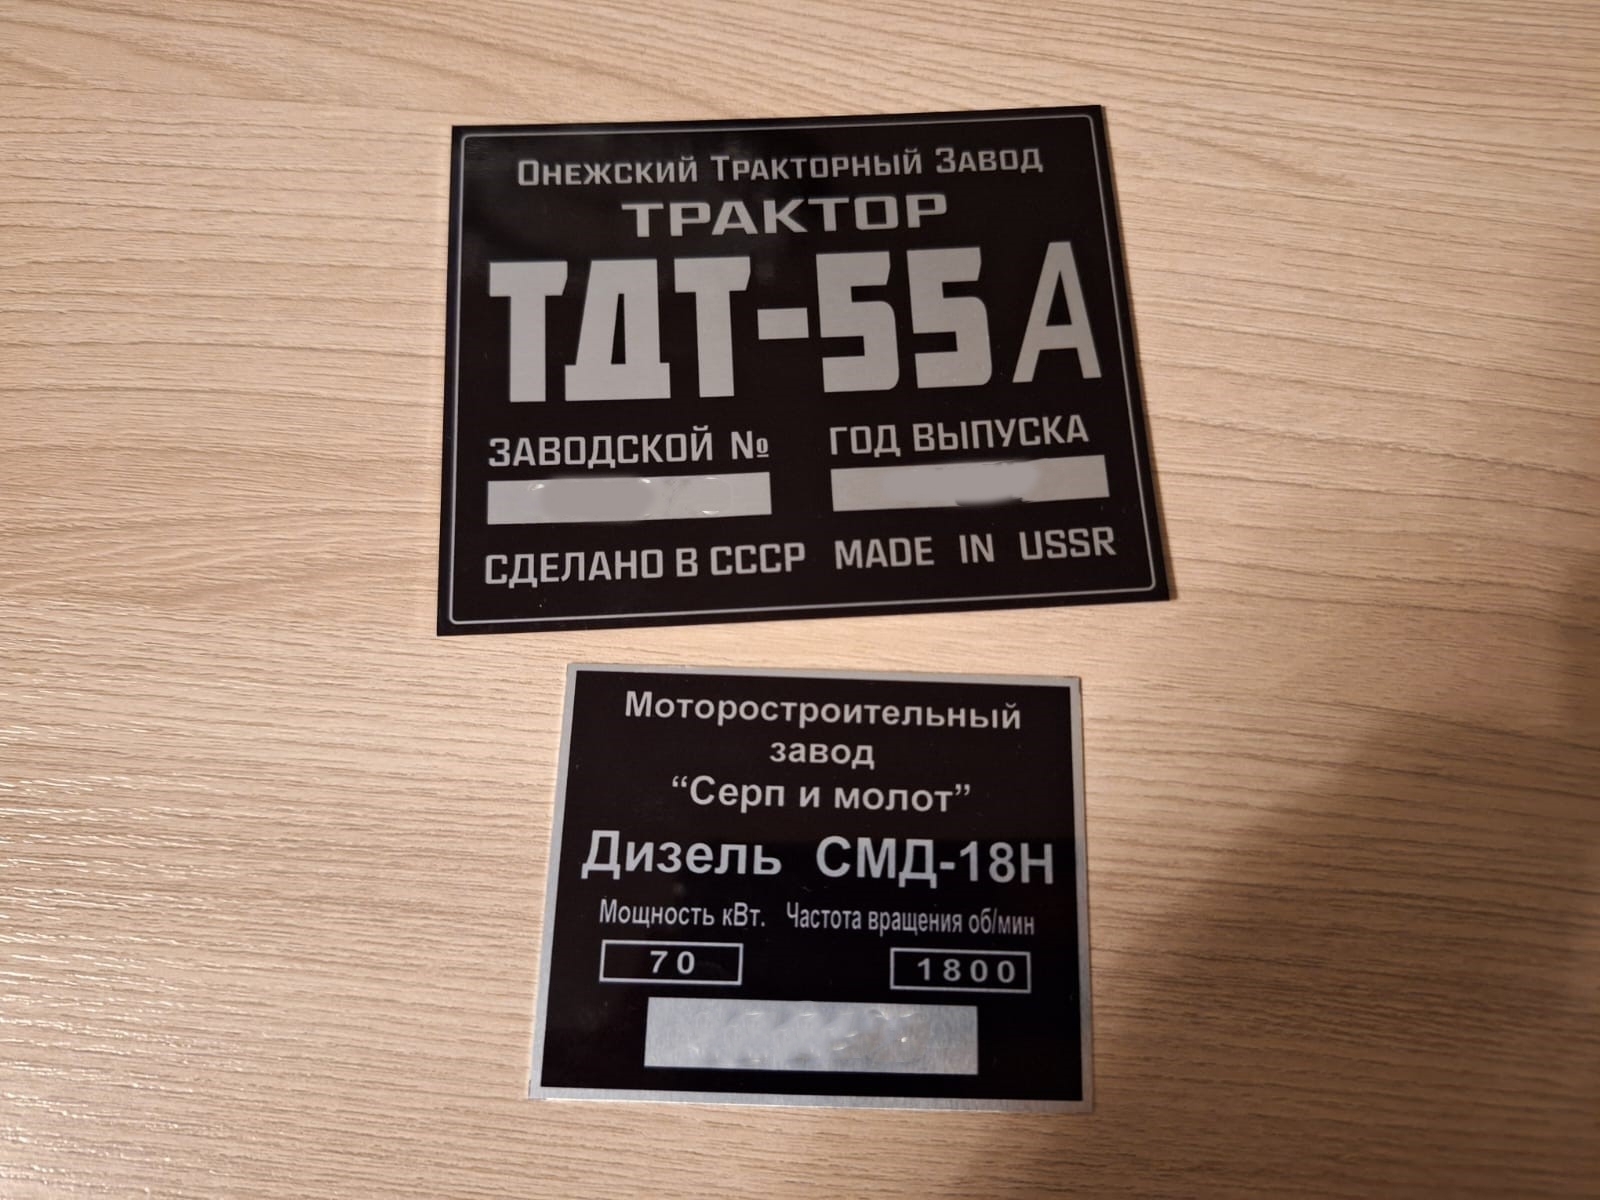 Онежский Тракторный Завод
ТРАКТОР
ТДТ-55А
ЗАВОДСКОЙ № ГОД ВЫПУСКА
СДЕЛАНО В СССР MADE IN USSR
Моторостроительный
завод
“Серп и молот”
Дизель СМД-18Н
Мощность кВт. Частота вращения об/мин
70 1800